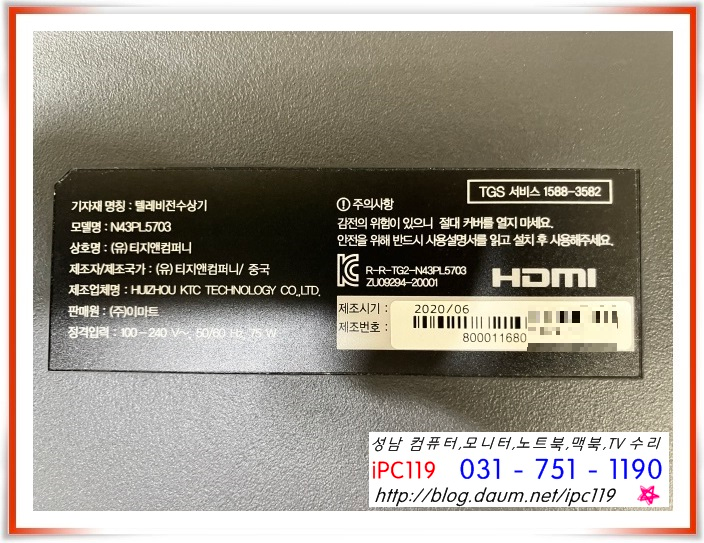 TGS 서비스 1588-3582
기자재 명칭 : 텔레비전수상기
모델명 : N43PL5703
상호명 : (유)티지앤컴퍼니
제조자/제조국가 : (유)티지앤컴퍼니/ 중국
제조업체명 : HUIZHOU KTC TECHNOLOGY CO.,LTD.
판매원 : (주)이마트
정격입력 : 100-240 V~ 50/60 Hz 75 W
주의사항
감전의 위험이 있으니 절대 커버를 열지 마세요.
안전을 위해 반드시 사용설명서를 읽고 설치 후 사용해주세요.
R-R-TG2-N43PL5703
ZU09294-20001
HDMI
제조시기 : 2020/06
제조번호 : 800011680
성남 컴퓨터,모니터,노트북,맥북,TV 수리
iPC119 031 - 751 - 1190
http://blog.daum.net/ipc119